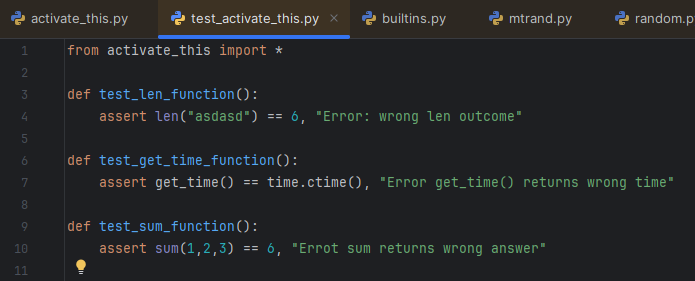 activate_this.py test_activate_this.py × builtins.py mtrand.py random.p
1 from activate_this import *
2
3 def test_len_function():
4 assert len("asdasd") == 6, "Error: wrong len outcome"
5
6 def test_get_time_function():
7 assert get_time() == time.ctime(), "Error get_time() returns wrong time"
8
9 def test_sum_function():
10 assert sum(1,2,3) == 6, "Errot sum returns wrong answer"
11